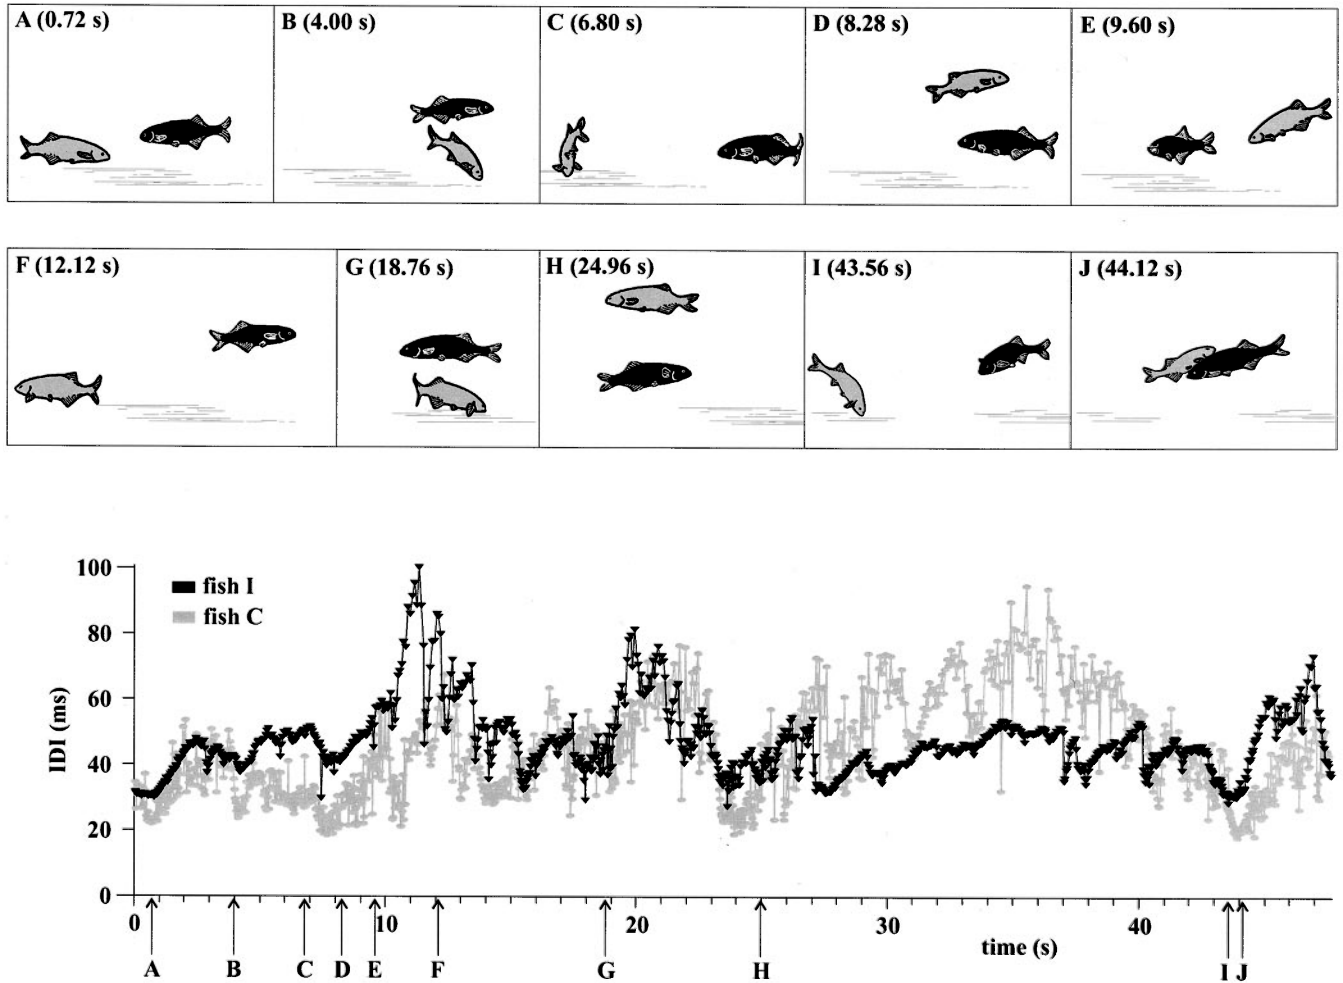 A (0.72 s)
B (4.00 s)
C (6.80 s)
D (8.28 s)
E (9.60 s)
F (12.12 s)
G (18.76 s)
H (24.96 s)
I (43.56 s)
J (44.12 s)
100
80
60
40
20
0
IDI (ms)
fish I
fish C
0
10
20
30
40
time (s)
A
B
C
D
E
F
G
H
I
J